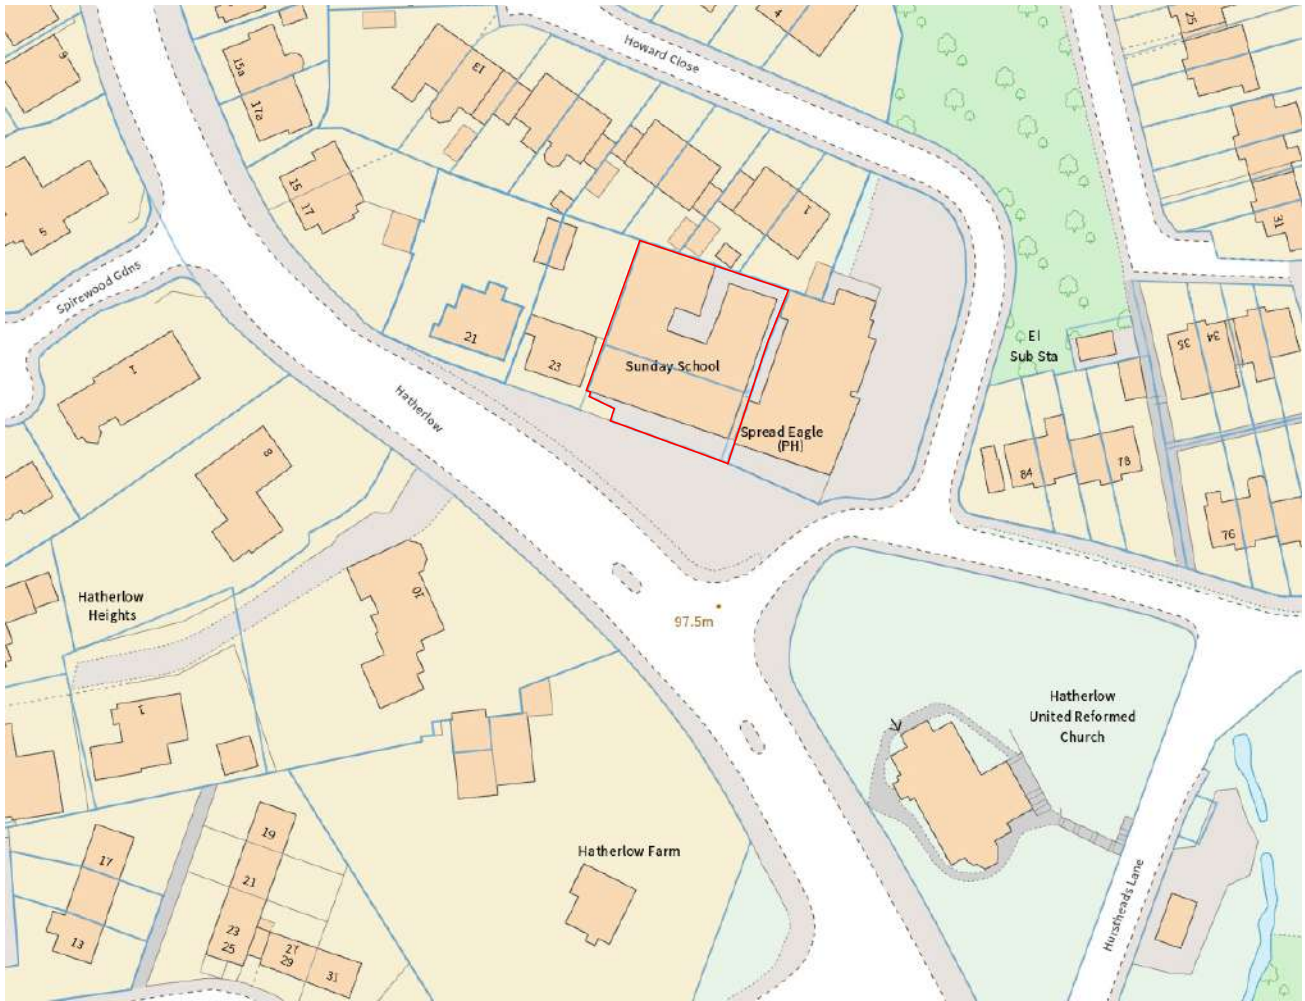 25
4
Howard Close
9
15a
13
17a
15
17
1
31
5
Spirewood Gdns
El
Sub Sta
34
35
21
Sunday School
23
1
Hatherlow
Spread Eagle
(PH)
8
84
78
76
10
Hatherlow
Heights
97.5m
Hatherlow
United Reformed
Church
3
19
Hatherlow Farm
17
21
Hurstheads Lane
23
25
13
27
29
31